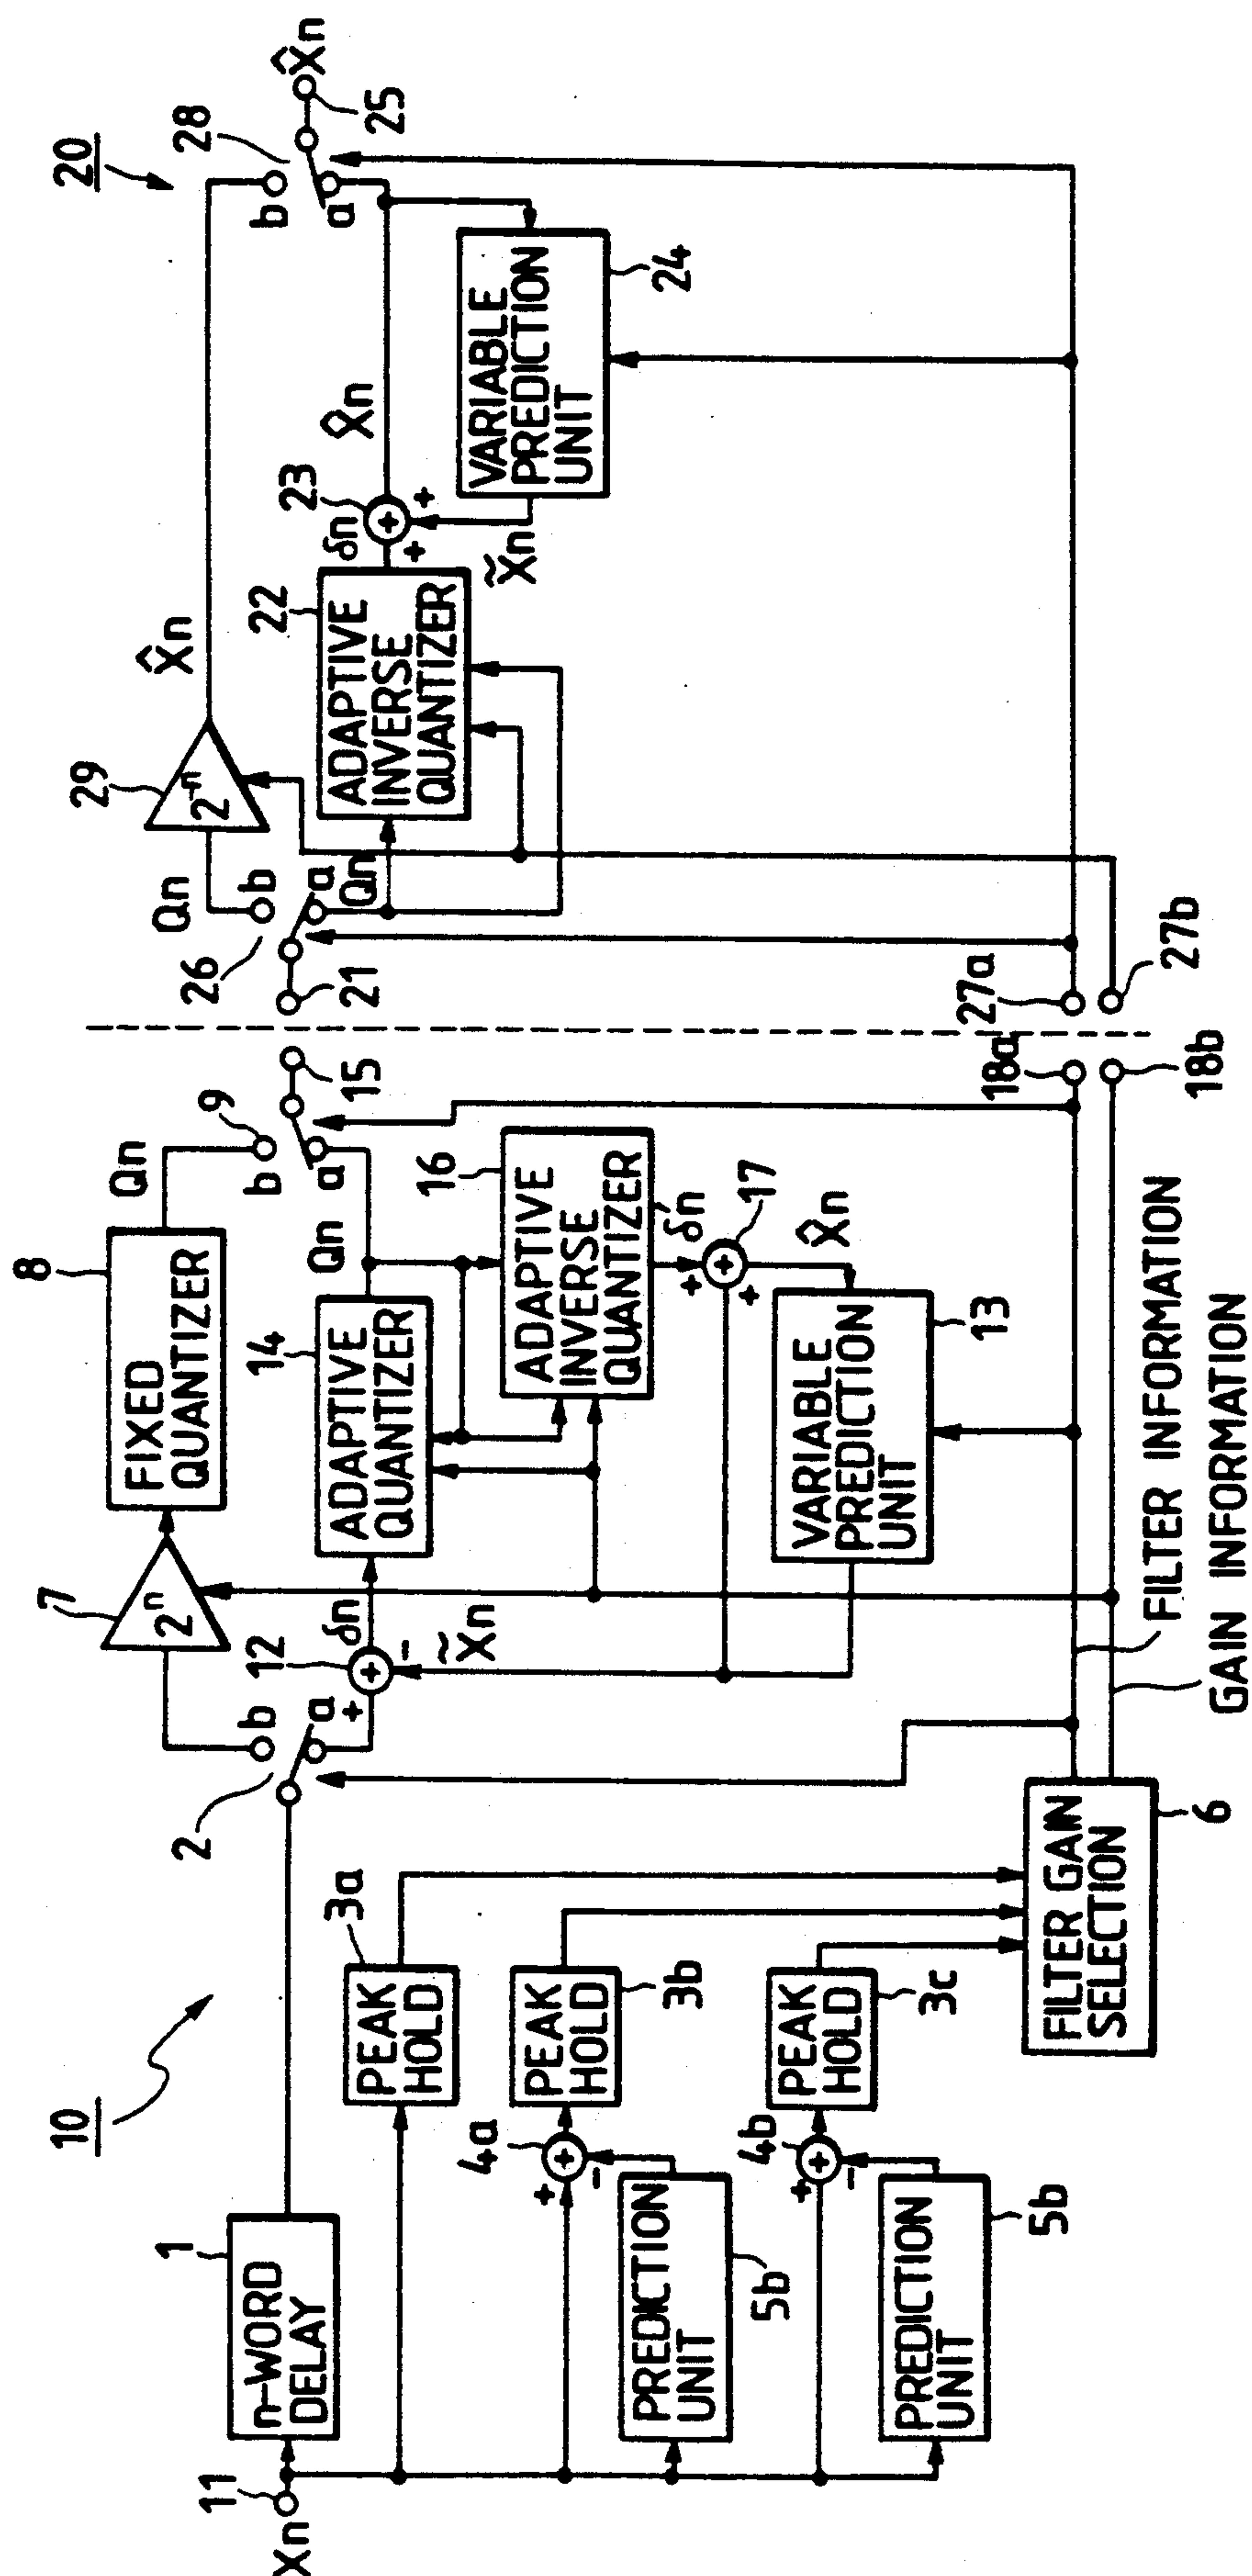 10
20
Xn
11
n-WORD
DELAY
1
2
b
a
7
2ⁿ
FIXED
QUANTIZER
8
Qn
9
b
a
15
12
+
-
δn
X̃n
ADAPTIVE
QUANTIZER
14
Qn
ADAPTIVE
INVERSE
QUANTIZER
16
δn
+
+
17
X̂n
VARIABLE
PREDICTION
UNIT
13
PEAK
HOLD
3a
PEAK
HOLD
3b
4a
+
-
PREDICTION
UNIT
5b
PEAK
HOLD
3c
4b
+
-
PREDICTION
UNIT
5b
FILTER GAIN
SELECTION
6
FILTER INFORMATION
GAIN INFORMATION
18a
18b
27a
27b
21
26
b
a
Qn
Qn
29
2⁻ⁿ
X̂n
ADAPTIVE
INVERSE
QUANTIZER
22
δn
23
+
+
X̃n
X̂n
VARIABLE
PREDICTION
UNIT
24
b
a
28
25
X̂n